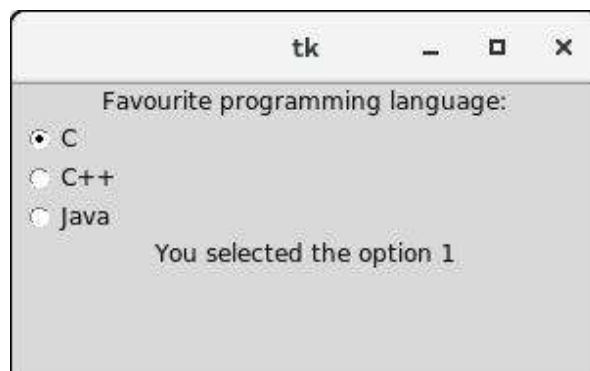 tk
Favourite programming language:
C
C++
Java
You selected the option 1